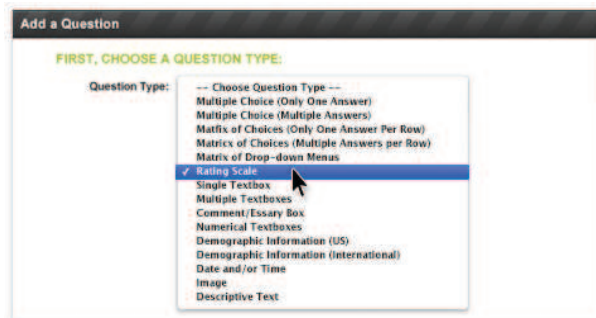 Add a Question
FIRST, CHOOSE A QUESTION TYPE:
Question Type:
-- Choose Question Type --
Multiple Choice (Only One Answer)
Multiple Choice (Multiple Answers)
Matfix of Choices (Only One Answer Per Row)
Matricx of Choices (Multiple Answers per Row)
Matrix of Drop-down Menus
✓ Rating Scale
Single Textbox
Multiple Textboxes
Comment/Essary Box
Numerical Textboxes
Demographic Information (US)
Demographic Information (International)
Date and/or Time
Image
Descriptive Text